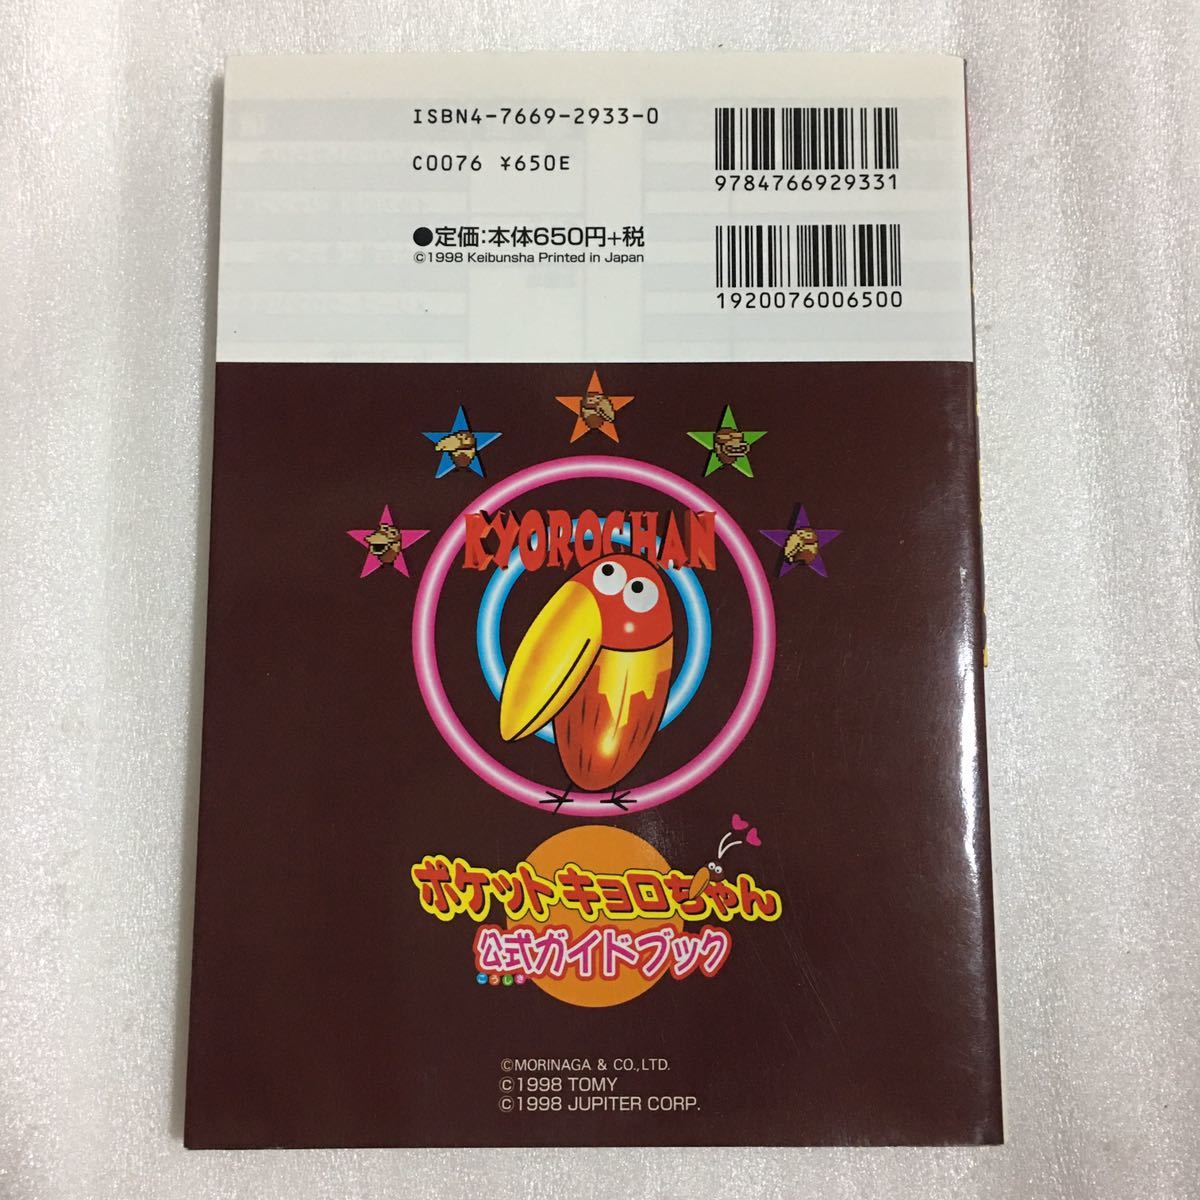 ISBN4-7669-2933-0
C0076 ¥650E
9784766929331
●定価:本体650円+税
©1998 Keibunsha Printed in Japan
1920076006500
KYOROCHAN
ポケットキョロちゃん
公式ガイドブック
こうしき
©MORINAGA & CO.,LTD.
©1998 TOMY
©1998 JUPITER CORP.